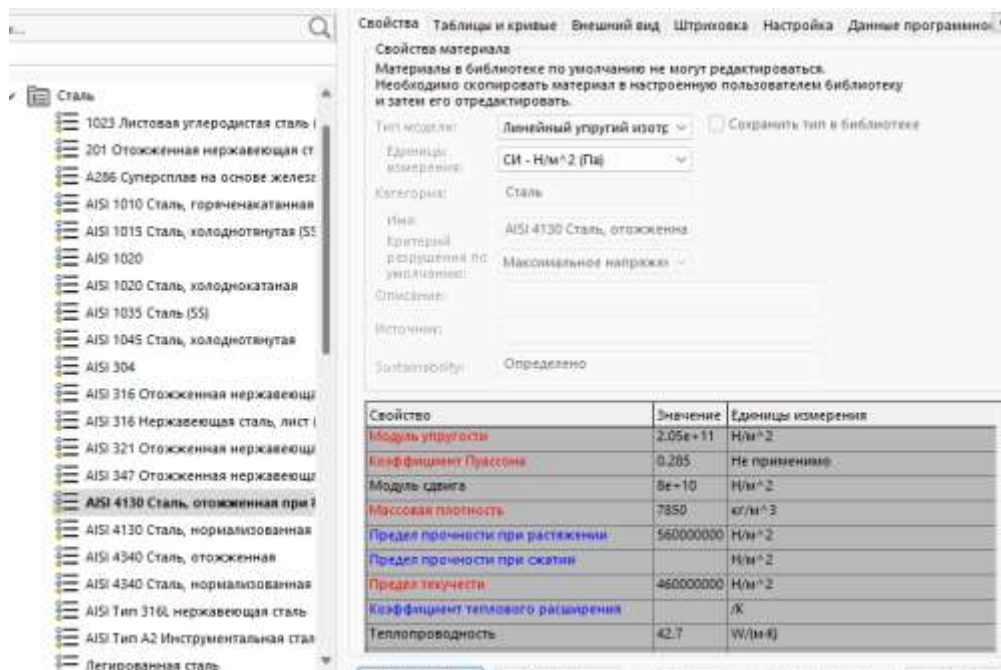 Сталь
1023 Листовая углеродистая сталь (
201 Отожженная нержавеющая ст
A286 Суперсплав на основе железа
AISI 1010 Сталь, горяченакатанная
AISI 1015 Сталь, холоднотянутая (SS
AISI 1020
AISI 1020 Сталь, холоднокатаная
AISI 1035 Сталь (SS)
AISI 1045 Сталь, холоднотянутая
AISI 304
AISI 316 Отожженная нержавеюща
AISI 316 Нержавеющая сталь, лист (
AISI 321 Отожженная нержавеюща
AISI 347 Отожженная нержавеюща
AISI 4130 Сталь, отожженная при
AISI 4130 Сталь, нормализованная
AISI 4340 Сталь, отожженная
AISI 4340 Сталь, нормализованная
AISI Тип 316L нержавеющая сталь
AISI Тип A2 Инструментальная стал
Легированная сталь
Свойства Таблицы и кривые Внешний вид Штриховка Настройка Данные программно
Свойства материала
Материалы в библиотеке по умолчанию не могут редактироваться.
Необходимо скопировать материал в настроенную пользователем библиотеку
и затем его отредактировать.
Тип модели: Линейный упругий изотр Сохранить тип в библиотеке
Единицы измерения: СИ - Н/м^2 (Па)
Категория: Сталь
Имя: AISI 4130 Сталь, отожженна
Критерий разрушения по умолчанию: Максимальное напряже
Описание:
Источник:
Sustainability: Определено
Свойство Значение Единицы измерения
Модуль упругости 2.05e+11 Н/м^2
Коэффициент Пуассона 0.285 Не применимо
Модуль сдвига 8e+10 Н/м^2
Массовая плотность 7850 кг/м^3
Предел прочности при растяжении 560000000 Н/м^2
Предел прочности при сжатии Н/м^2
Предел текучести 460000000 Н/м^2
Коэффициент теплового расширения /K
Теплопроводность 42.7 W/(m·K)